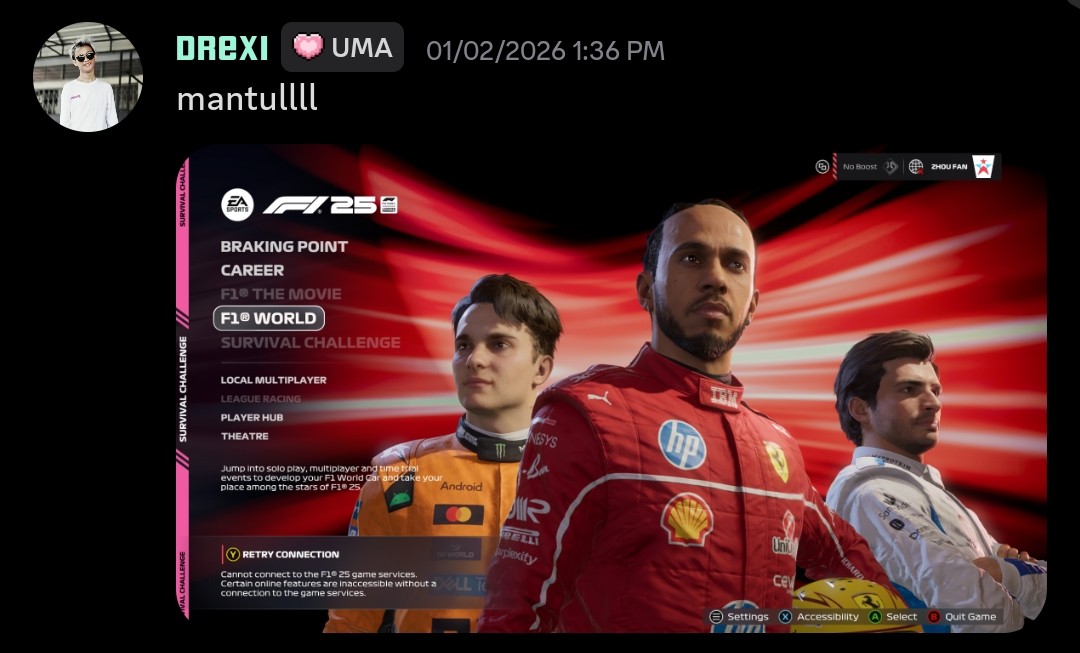 DREXI UMA 01/02/2026 1:36 PM
mantullll
SURVIVAL CHALLENGE
EA SPORTS F1 25
No Boost ZHOU FAN
BRAKING POINT
CAREER
F1® THE MOVIE
F1® WORLD
SURVIVAL CHALLENGE
LOCAL MULTIPLAYER
LEAGUE RACING
PLAYER HUB
THEATRE
Jump into solo play, multiplayer and time trial
events to develop your F1 World Car and take your
place among the stars of F1® 25.
Y RETRY CONNECTION
Cannot connect to the F1® 25 game services.
Certain online features are inaccessible without a
connection to the game services.
Android
IBM
hp
Settings X Accessibility A Select B Quit Game